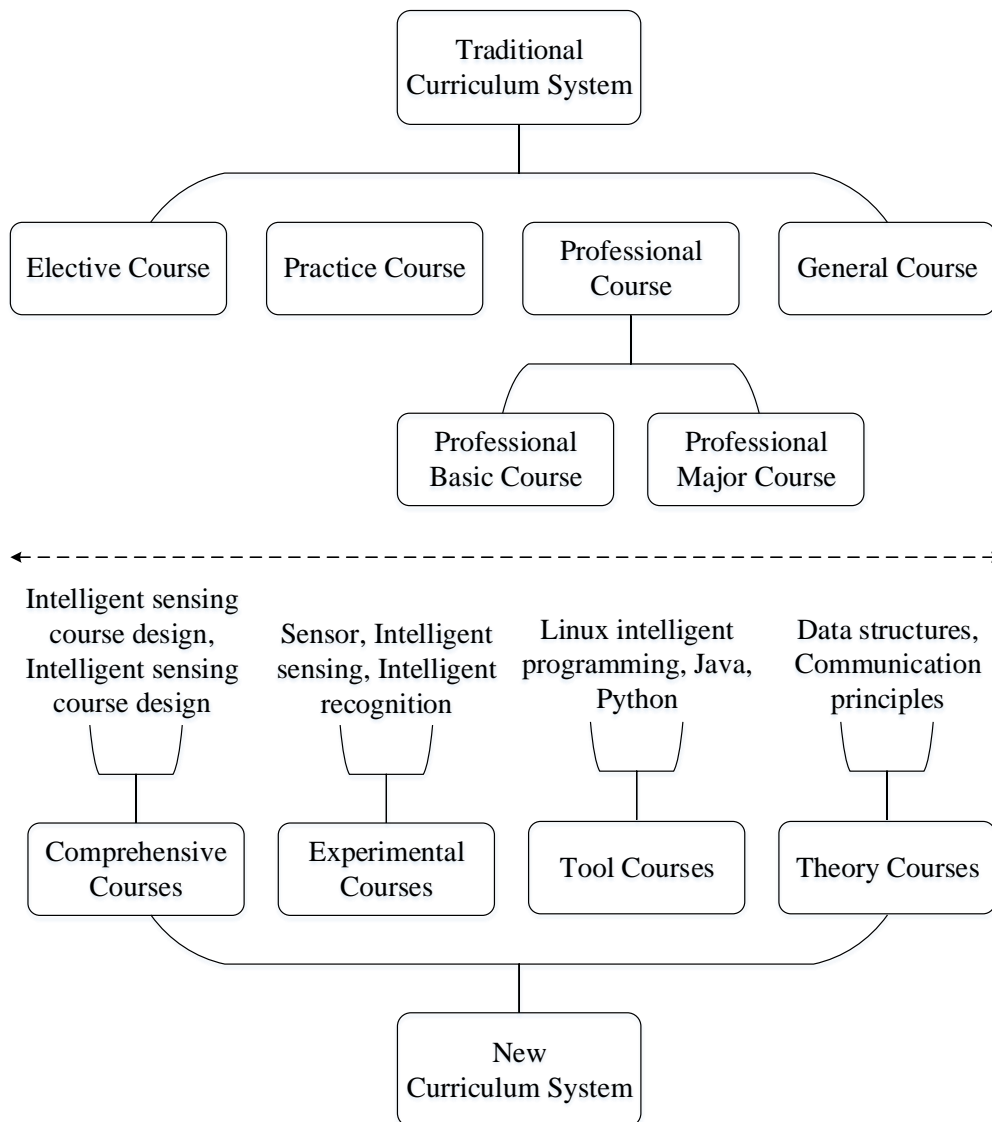 Traditional
Curriculum System
Elective Course
Practice Course
Professional
Course
General Course
Professional
Basic Course
Professional
Major Course
Intelligent sensing
course design,
Intelligent sensing
course design
Sensor, Intelligent
sensing, Intelligent
recognition
Linux intelligent
programming, Java,
Python
Data structures,
Communication
principles
Comprehensive
Courses
Experimental
Courses
Tool Courses
Theory Courses
New
Curriculum System